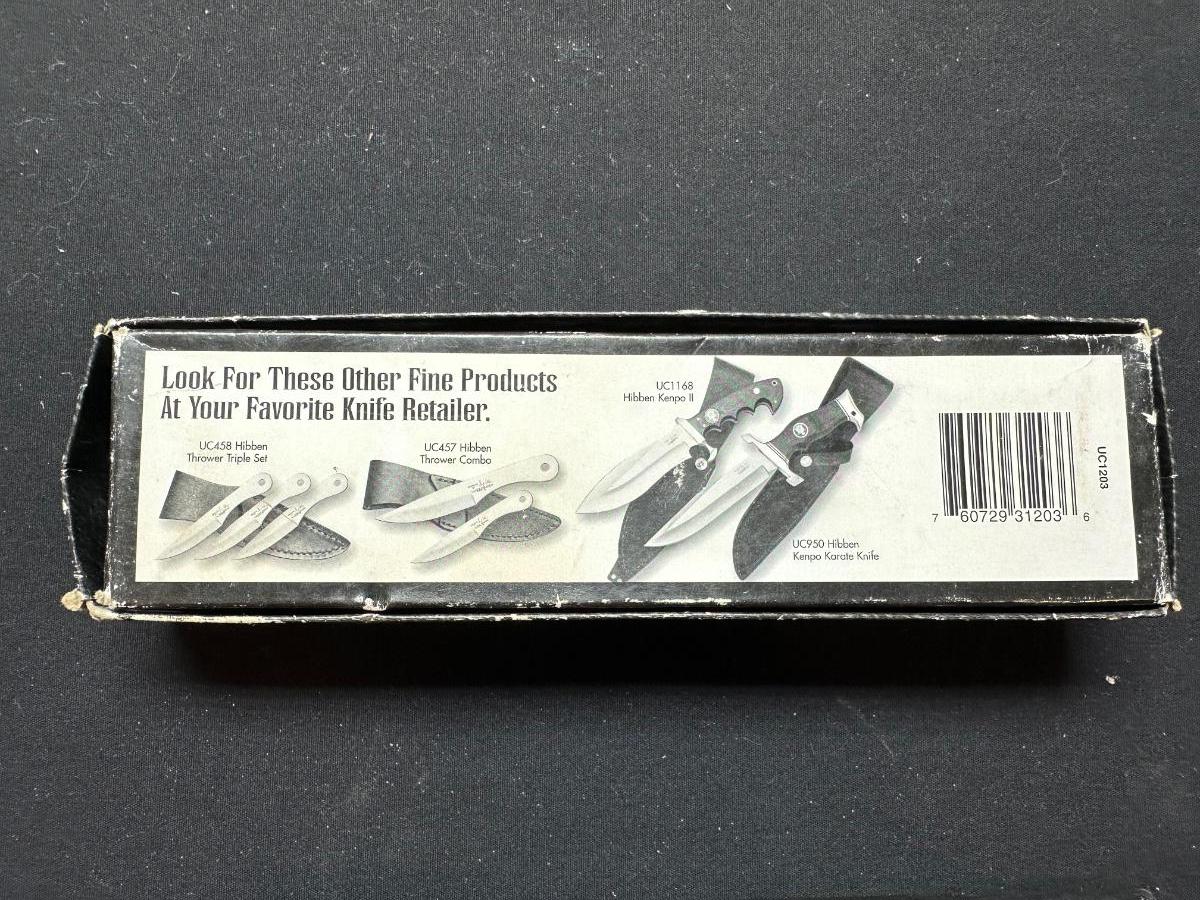 Look For These Other Fine Products
At Your Favorite Knife Retailer.
UC458 Hibben
Thrower Triple Set
UC457 Hibben
Thrower Combo
UC1168
Hibben Kenpo II
UC950 Hibben
Kenpo Karate Knife
7 60729 31203 6
UC1203